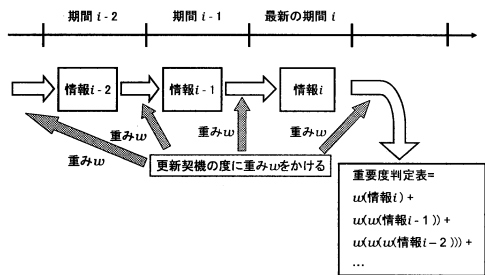 期間 i - 2
期間 i - 1
最新の期間 i
情報i - 2
情報i - 1
情報i
重みw
重みw
重みw
重みw
更新契機の度に重みwをかける
重要度判定表=
w(情報i) +
w(w(情報i - 1)) +
w(w(w(情報i – 2))) +
…